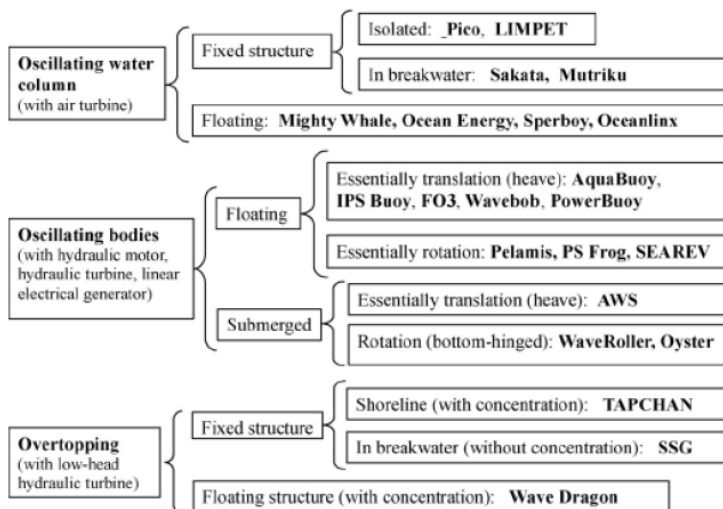 Oscillating water
column
(with air turbine)
Fixed structure
Isolated: _Pico, LIMPET
In breakwater: Sakata, Mutriku
Floating: Mighty Whale, Ocean Energy, Sperboy, Oceanlinx
Oscillating bodies
(with hydraulic motor,
hydraulic turbine, linear
electrical generator)
Floating
Essentially translation (heave): AquaBuoy,
IPS Buoy, FO3, Wavebob, PowerBuoy
Essentially rotation: Pelamis, PS Frog, SEAREV
Submerged
Essentially translation (heave): AWS
Rotation (bottom-hinged): WaveRoller, Oyster
Overtopping
(with low-head
hydraulic turbine)
Fixed structure
Shoreline (with concentration): TAPCHAN
In breakwater (without concentration): SSG
Floating structure (with concentration): Wave Dragon